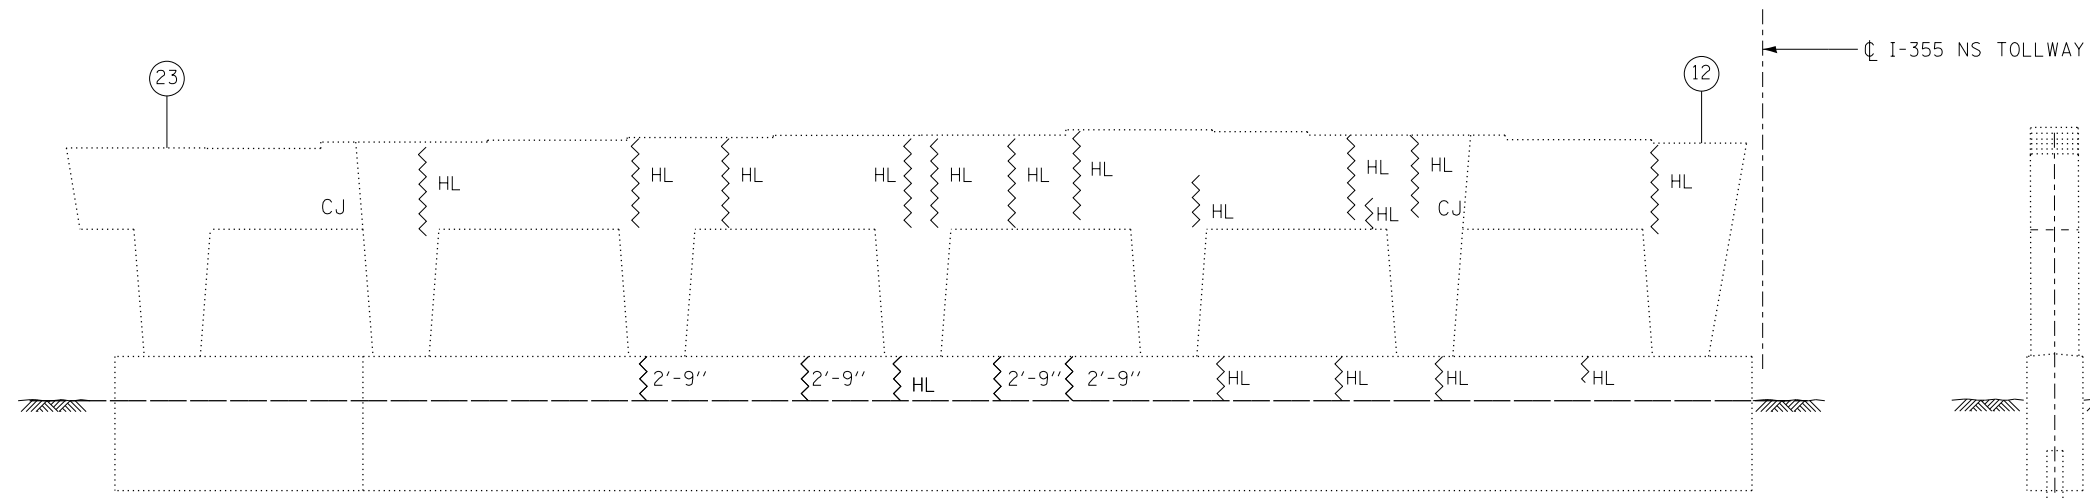 ℄ I-355 NS TOLLWAY
23
12
HL HL HL HL HL HL HL HL HL HL
CJ HL HL CJ
2'-9" 2'-9" HL 2'-9" 2'-9" HL HL HL HL